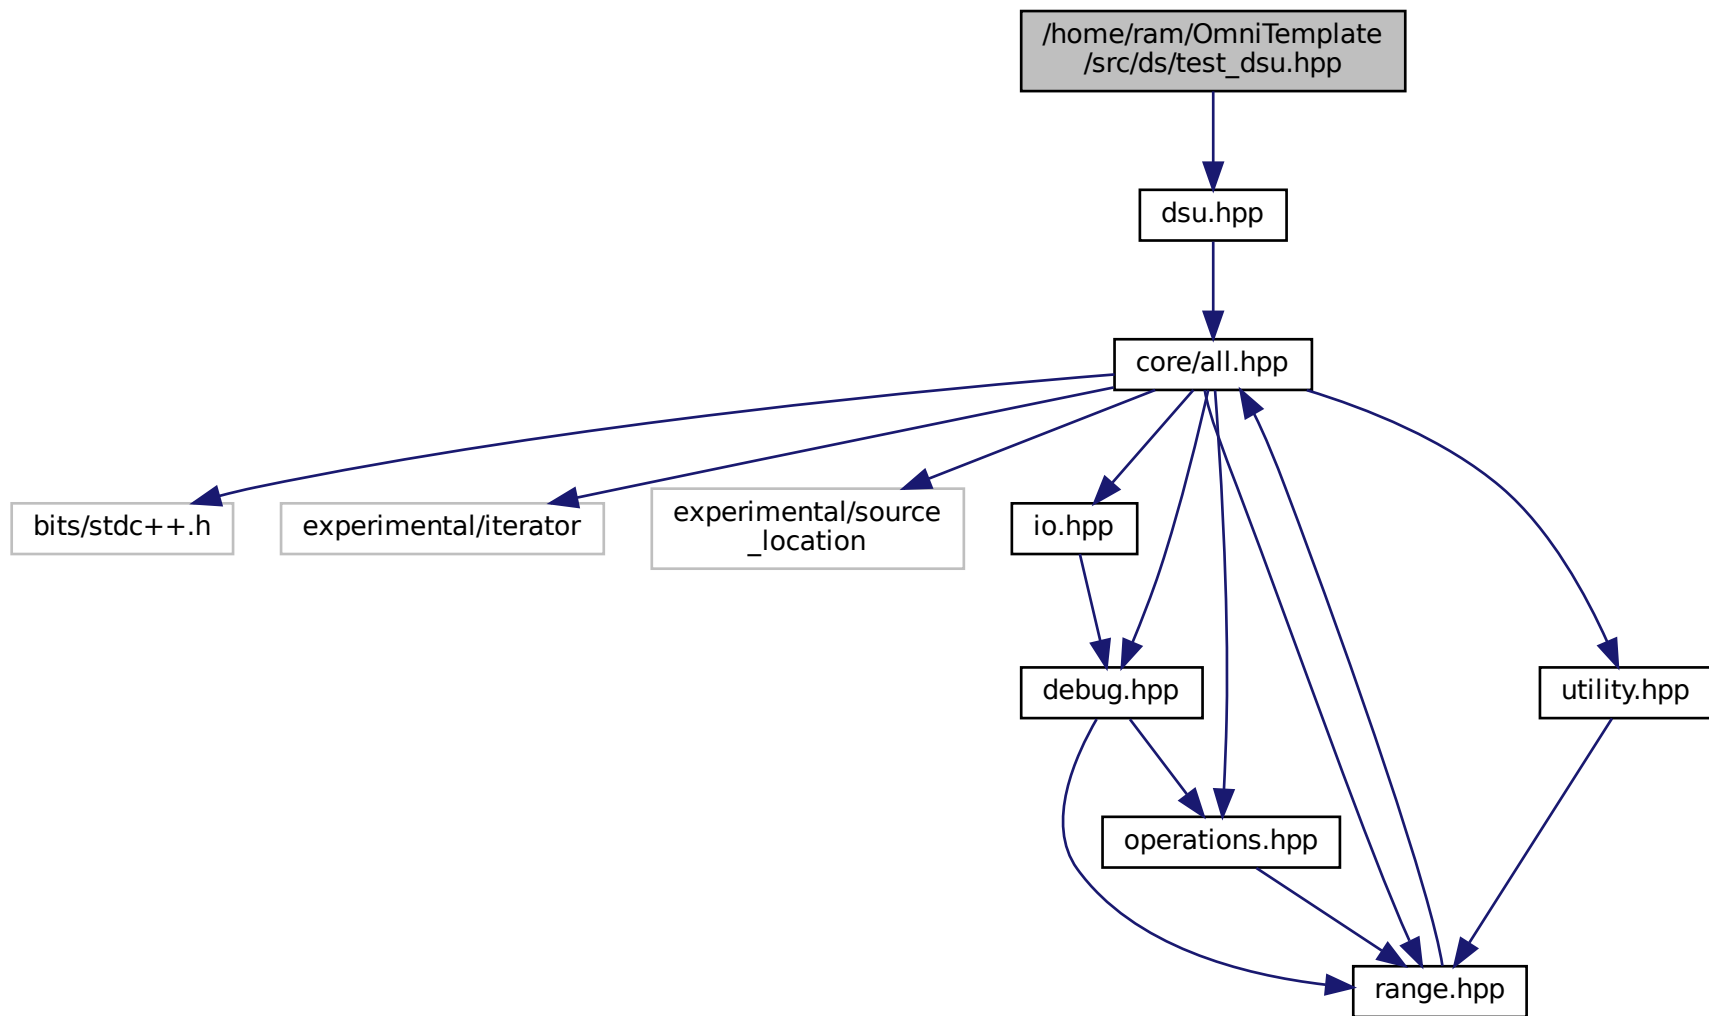 /home/ram/OmniTemplate
/src/ds/test_dsu.hpp
dsu.hpp
core/all.hpp
bits/stdc++.h
experimental/iterator
experimental/source
_location
io.hpp
debug.hpp
utility.hpp
operations.hpp
range.hpp